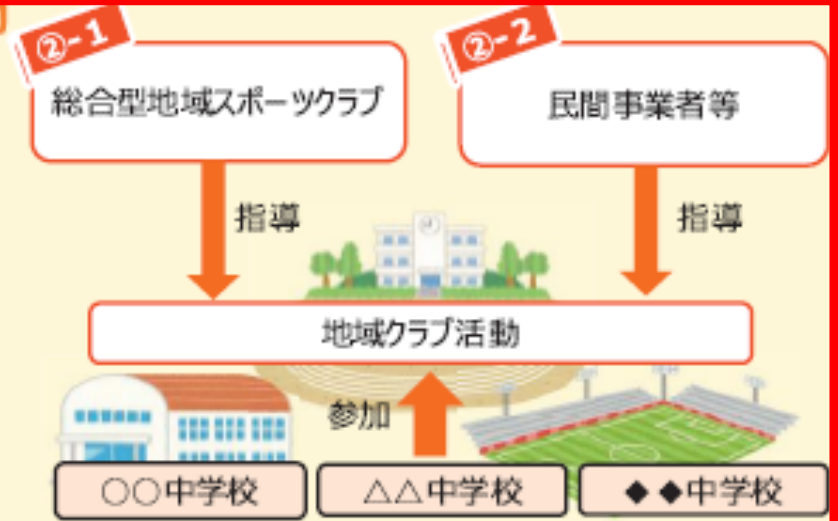 ②-1
②-2
総合型地域スポーツクラブ
民間事業者等
指導
指導
地域クラブ活動
参加
○○中学校
△△中学校
◆◆中学校